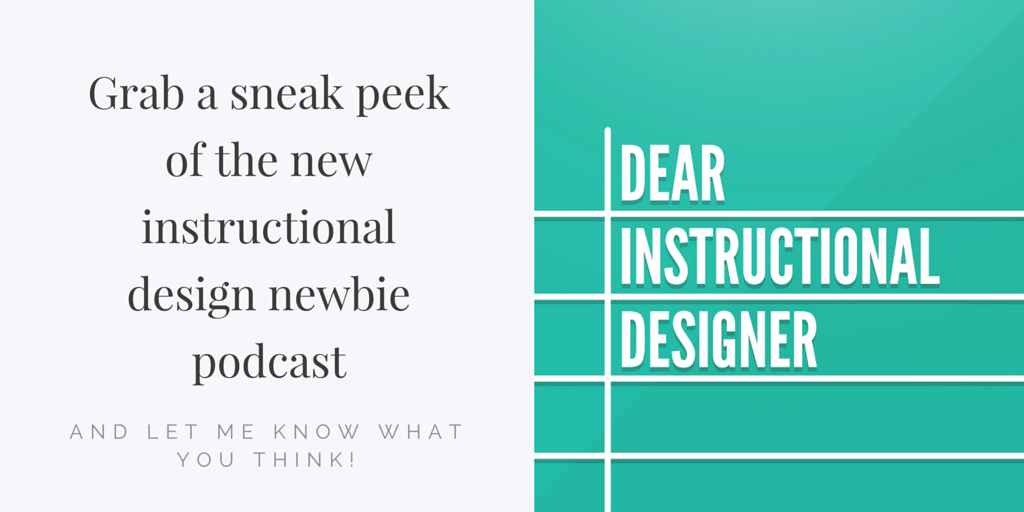 Grab a sneak peek
of the new
instructional
design newbie
podcast
AND LET ME KNOW WHAT
YOU THINK!
DEAR
INSTRUCTIONAL
DESIGNER